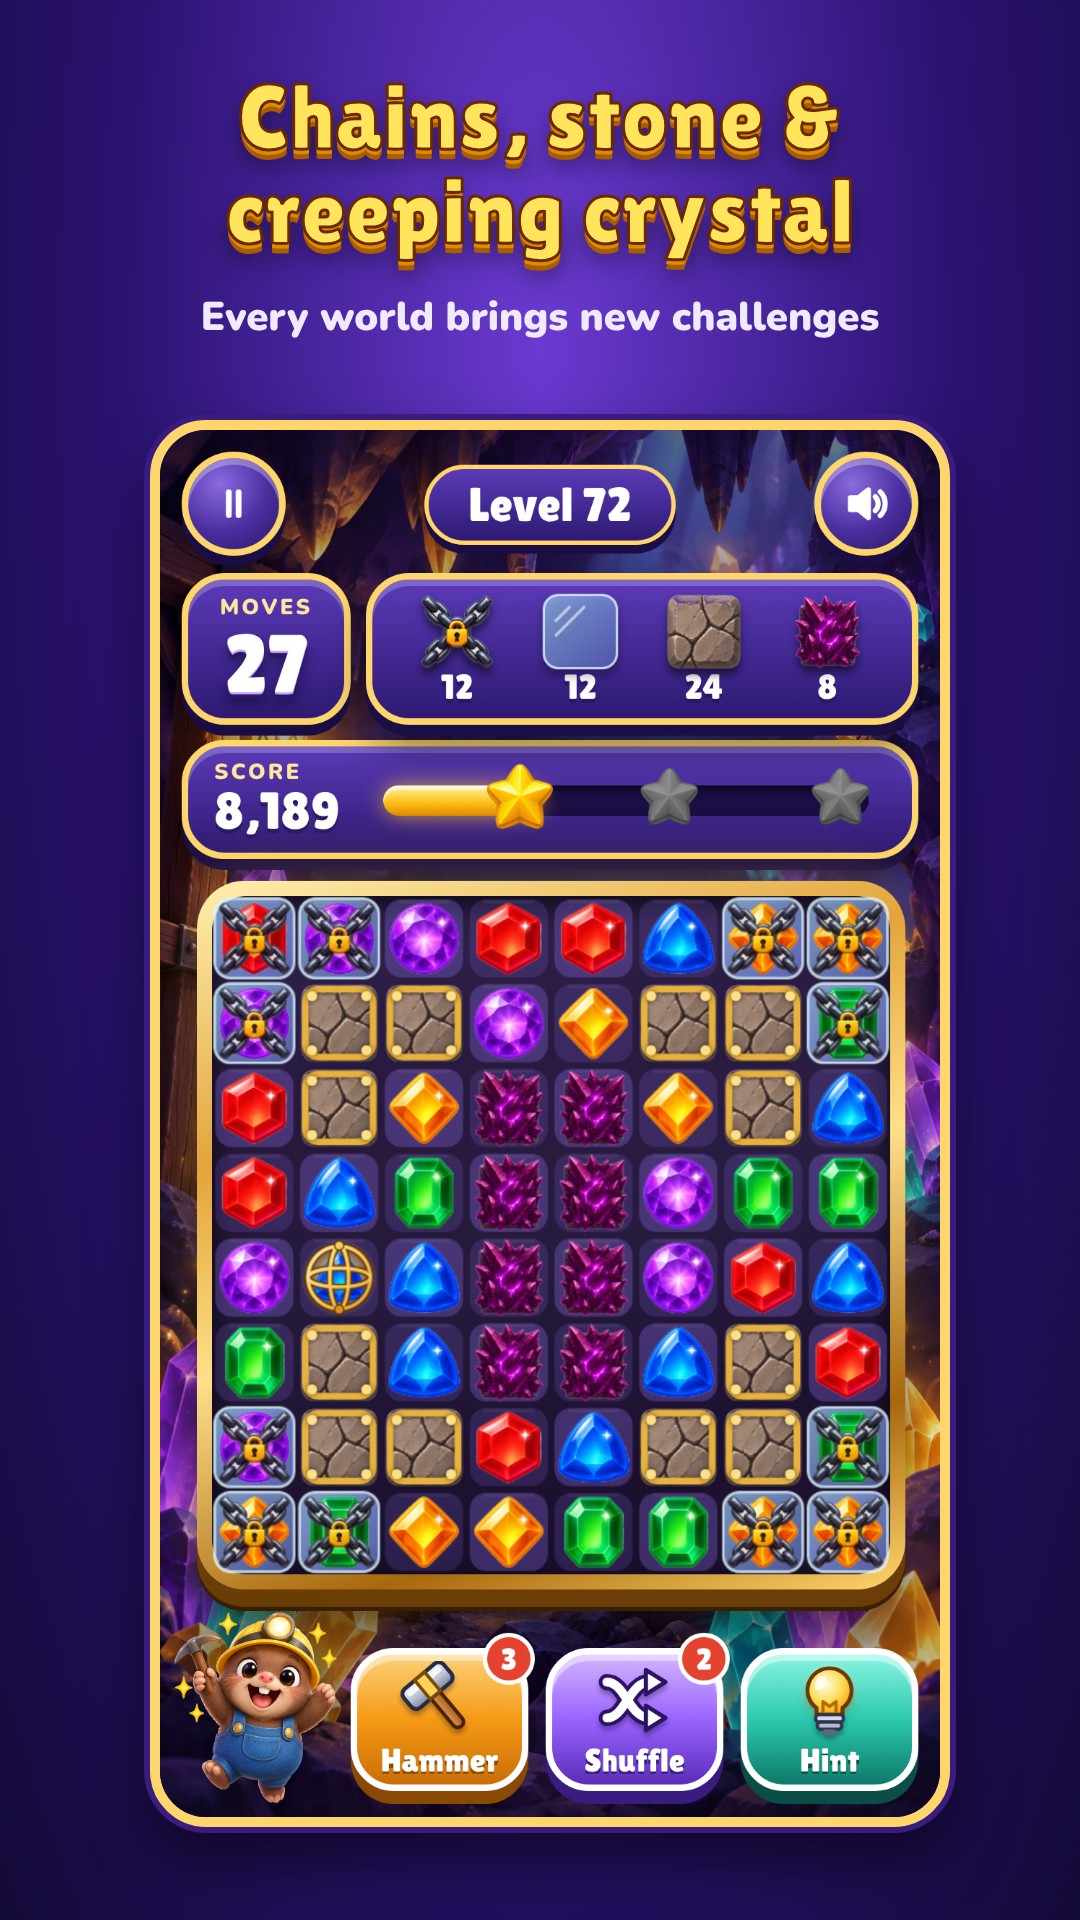 Chains, stone &
creeping crystal
Every world brings new challenges
Level 72
MOVES
27
12
12
24
8
SCORE
8,189
3
2
Hammer
Shuffle
Hint